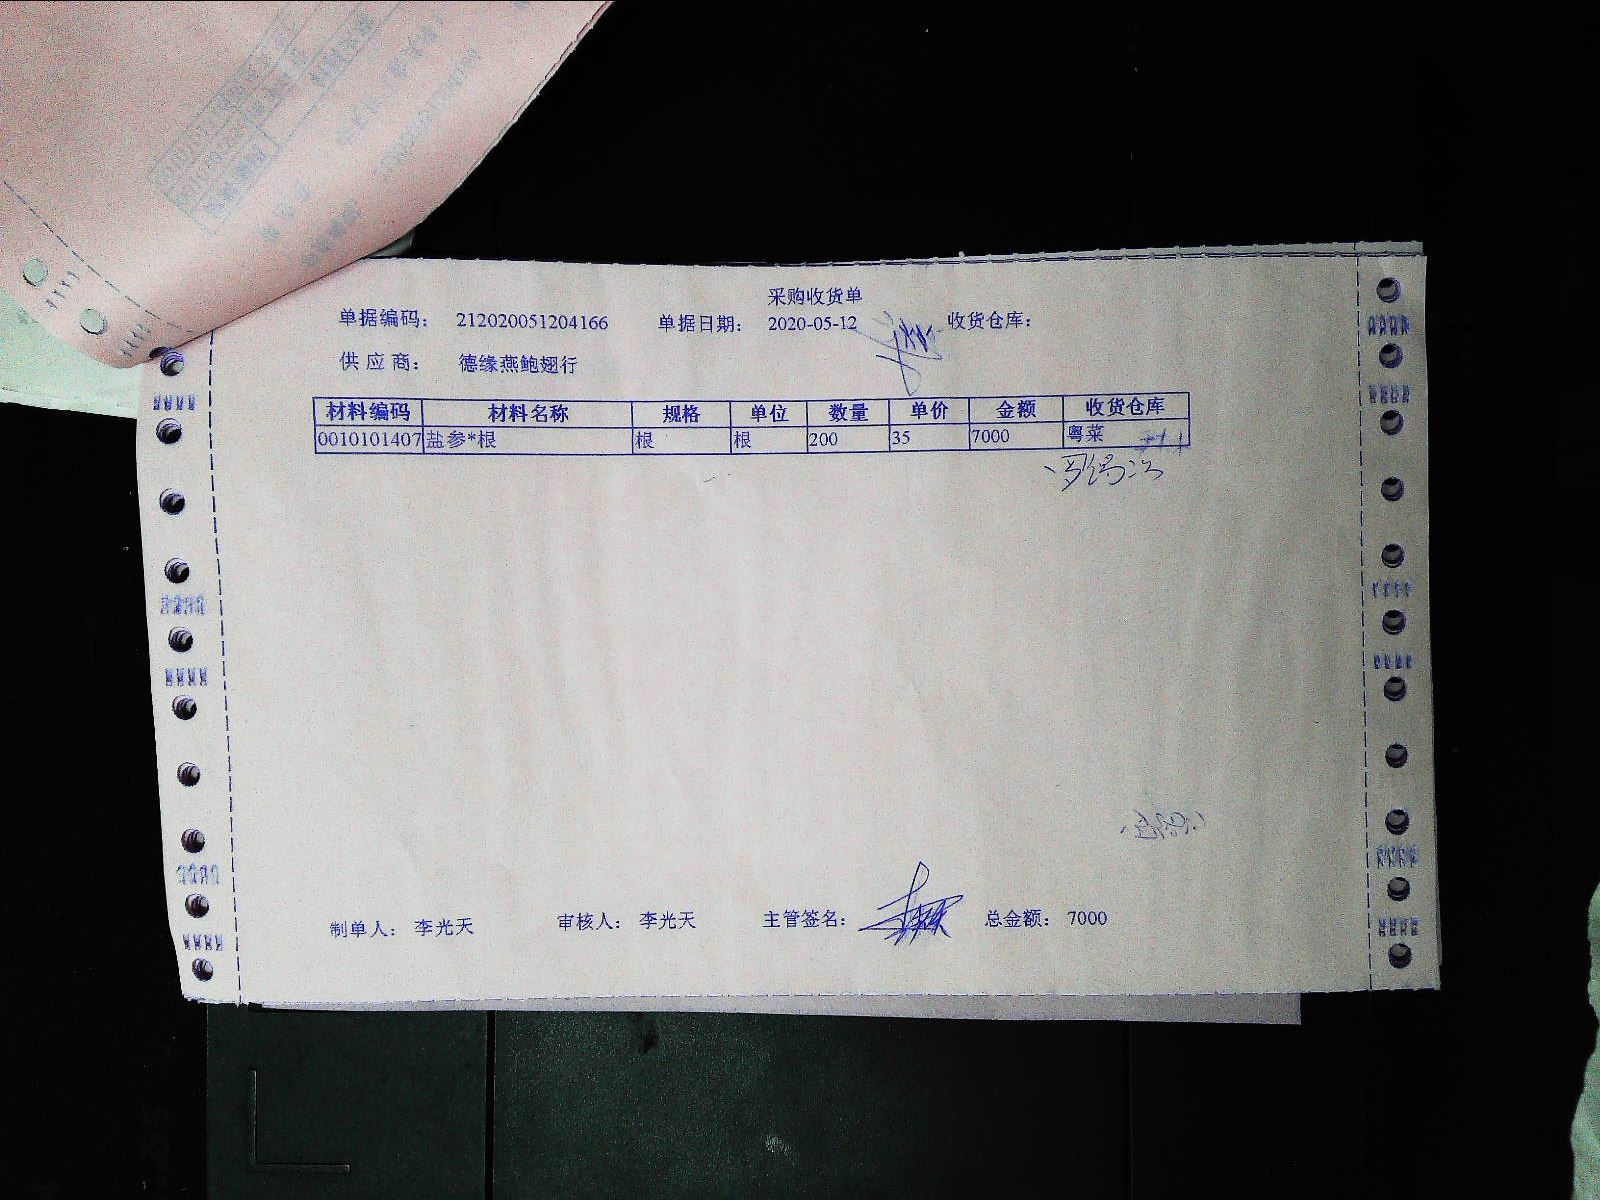 采购收货单
单据编码： 212020051204166 单据日期： 2020-05-12 收货仓库：
供应商： 德缘燕鲍翅行
材料编码 材料名称 规格 单位 数量 单价 金额 收货仓库
0010101407 盐参*根 根 根 200 35 7000 粤菜
制单人： 李光天 审核人： 李光天 主管签名： 总金额： 7000